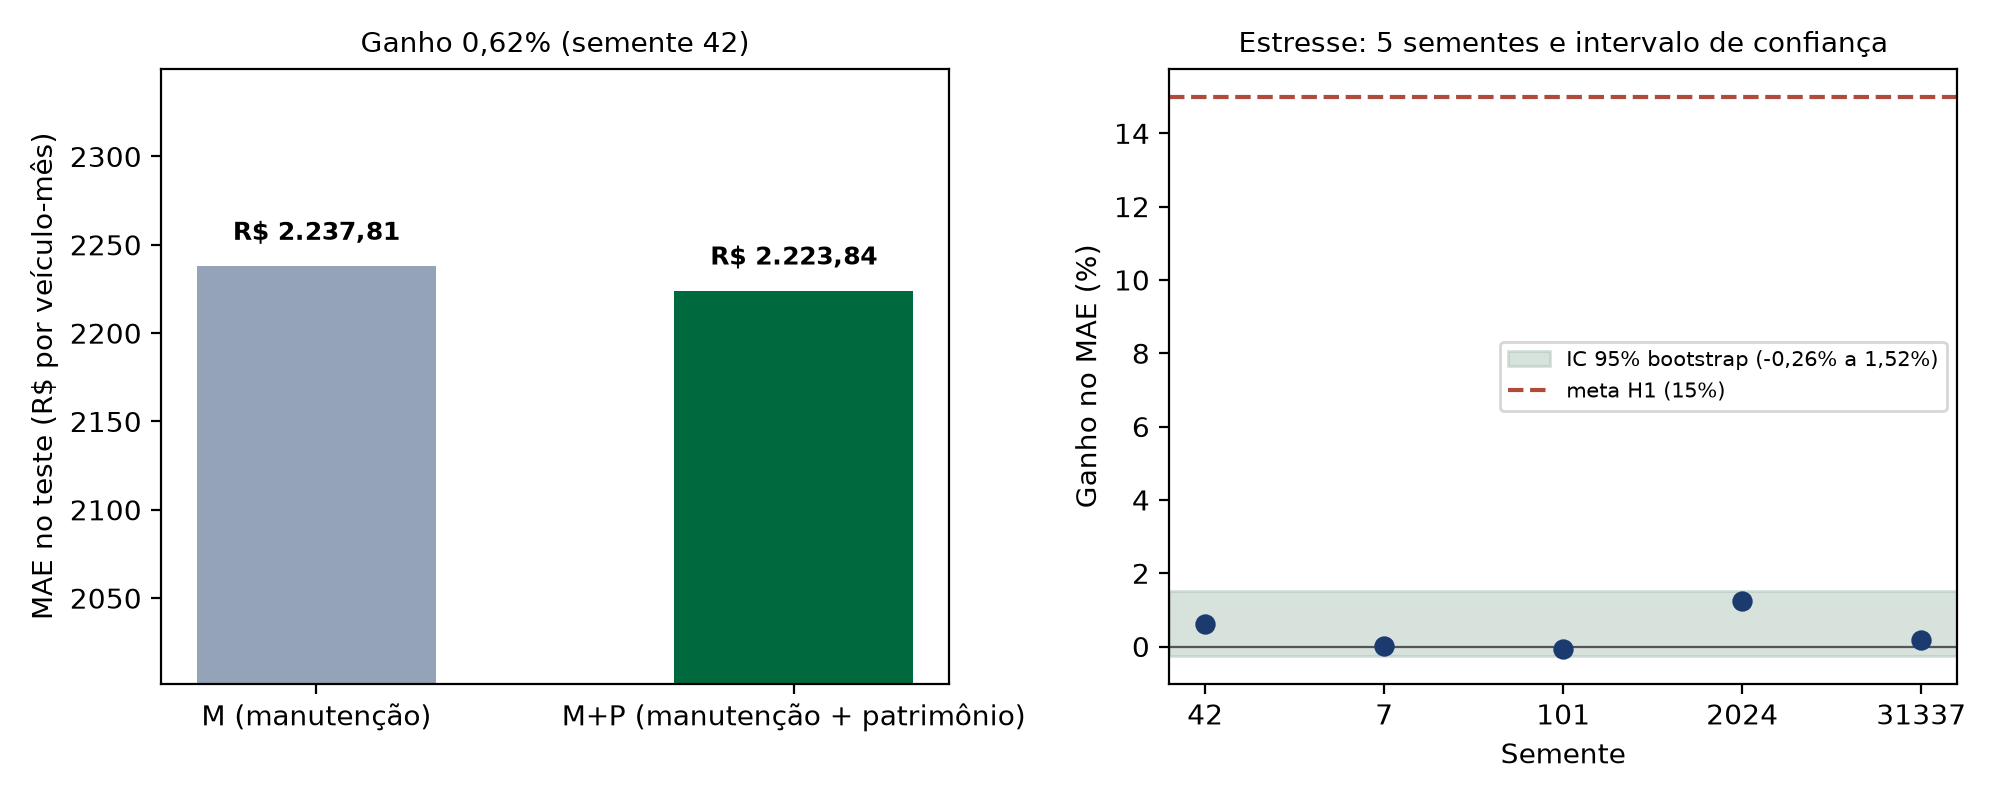 Ganho 0,62% (semente 42)
MAE no teste (R$ por veículo-mês)
2300
2250
2200
2150
2100
2050
R$ 2.237,81
R$ 2.223,84
M (manutenção)
M+P (manutenção + patrimônio)
Estresse: 5 sementes e intervalo de confiança
Ganho no MAE (%)
14
12
10
8
6
4
2
0
IC 95% bootstrap (-0,26% a 1,52%)
meta H1 (15%)
42
7
101
2024
31337
Semente